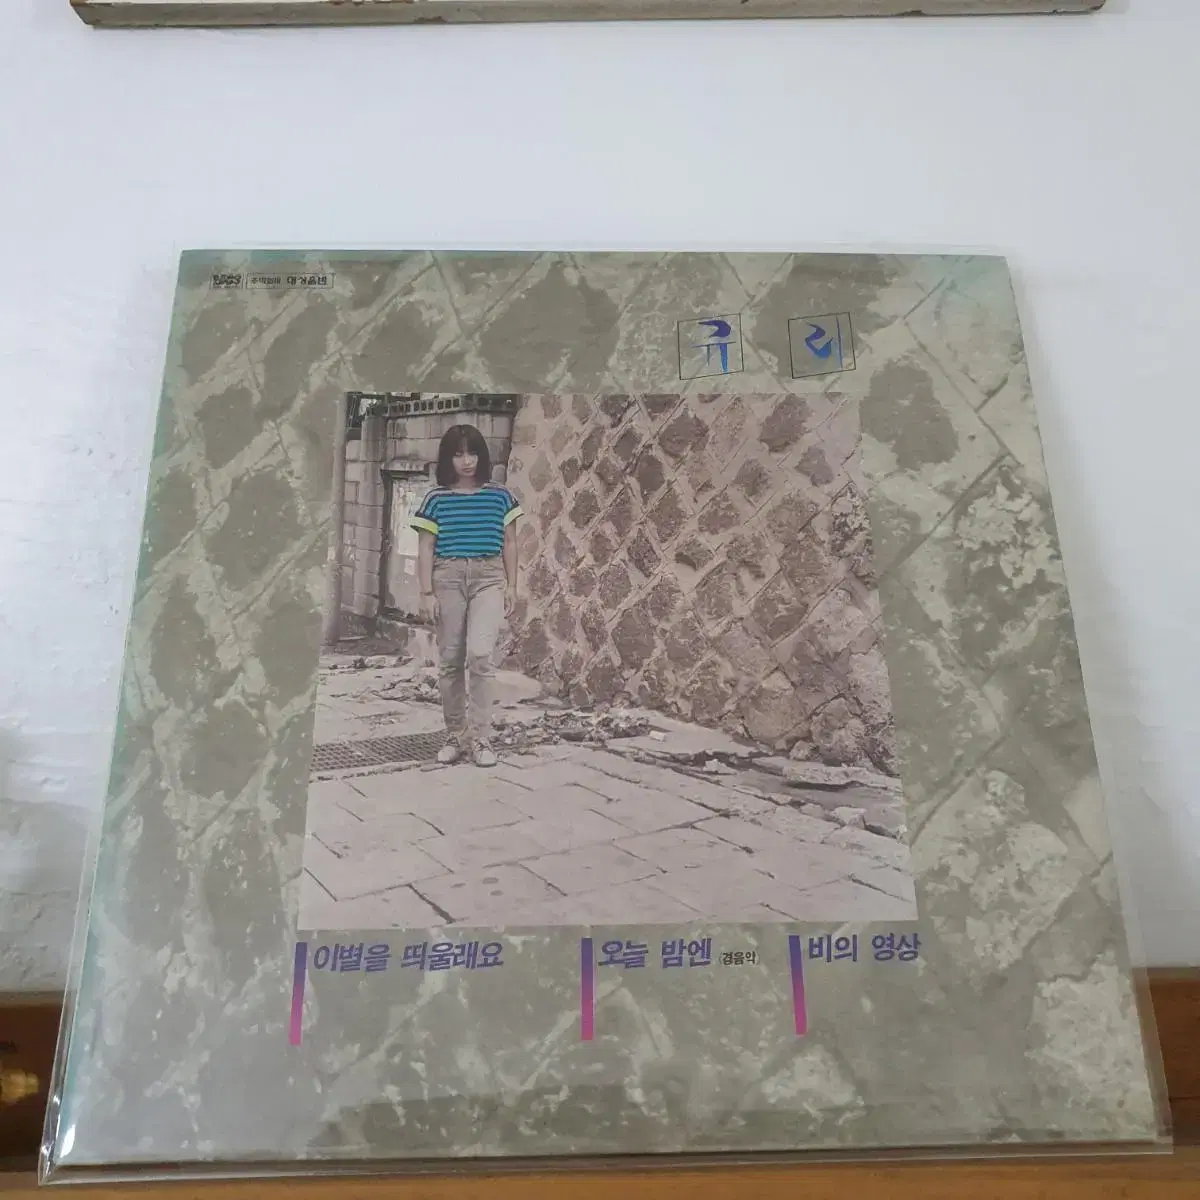 규리
이별을 띄울래요
오늘 밤엔 (경음악)
비의 영상